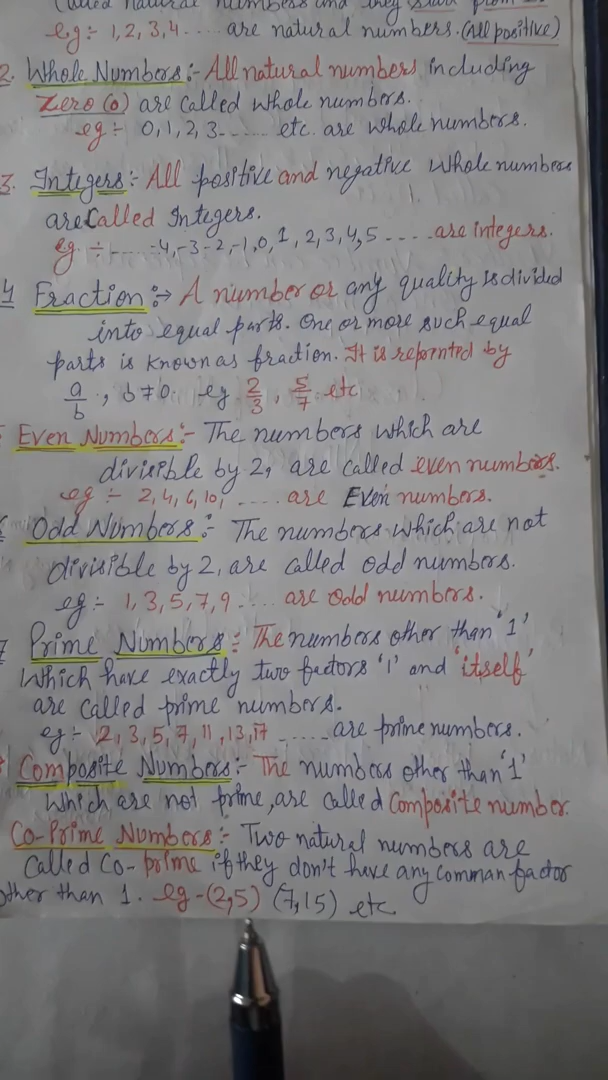 Called natural numbers and they start from 1.
e.g :- 1, 2, 3, 4 ..... are natural numbers. (All positive)
2. Whole Numbers :- All natural numbers including
Zero (0) are called whole numbers.
eg :- 0, 1, 2, 3 ...... etc. are whole numbers.
3. Integers :- All positive and negative whole numbers
are Called Integers.
eg. :- ..... -4, -3 -2, -1, 0, 1, 2, 3, 4, 5 .... are integers.
4 Fraction :→ A number or any quality is divided
into equal parts. One or more such equal
parts is known as fraction. It is reprented by
a/b , b ≠ 0. eg 2/3 , 5/7 etc
Even Numbers :- The numbers which are
divisible by 2, are called even numbers.
eg :- 2, 4, 6, 10, ..... are Even numbers.
6 Odd Numbers :- The numbers which are not
divisible by 2, are called odd numbers.
eg :- 1, 3, 5, 7, 9 .... are Odd numbers.
7 Prime Numbers :- The numbers other than '1'
Which have exactly two factors '1' and 'itself'
are called prime numbers.
eg :- 2, 3, 5, 7, 11, 13, 17 ...... are prime numbers.
Composite Numbers :- The numbers other than '1'
Which are not prime, are called Composite number.
Co-Prime Numbers :- Two natural numbers are
Called Co-prime if they don't have any comman factor
other than 1. eg - (2,5) (7,15) etc